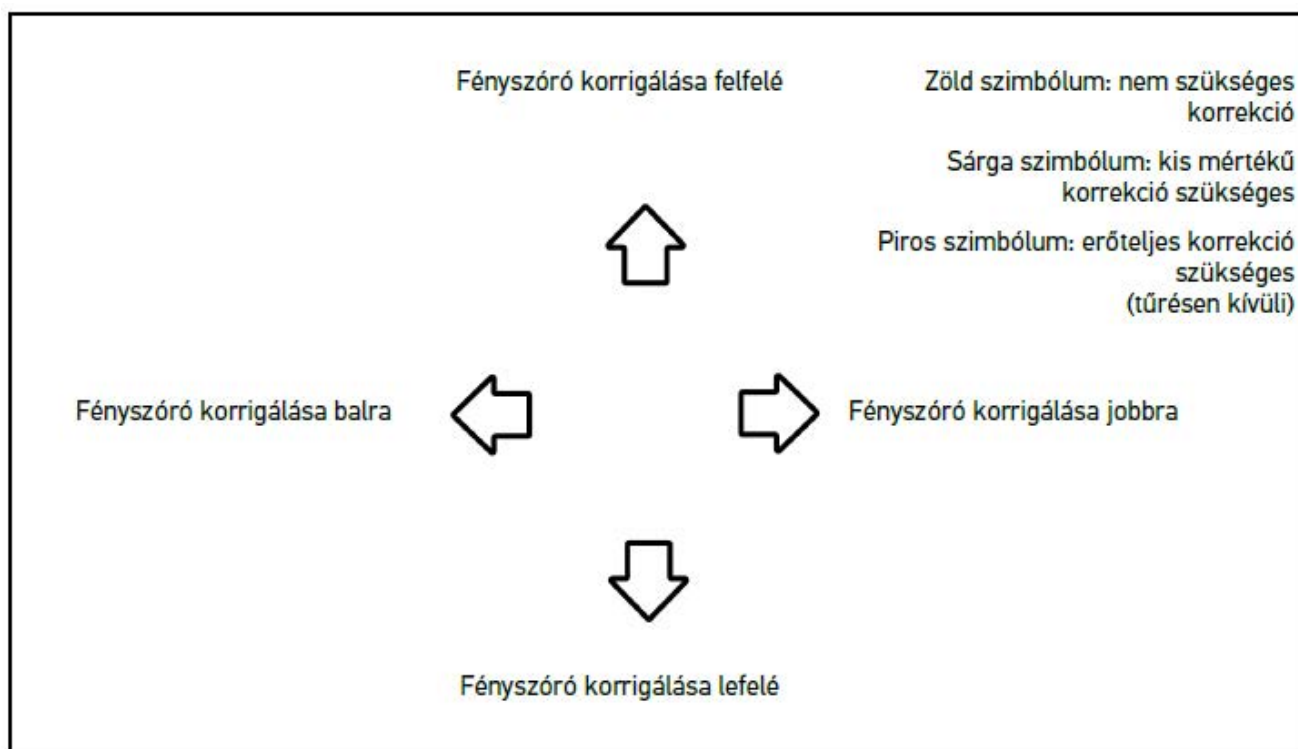 Fényszóró korrigálása felfelé
Zöld szimbólum: nem szükséges
korrekció
Sárga szimbólum: kis mértékű
korrekció szükséges
Piros szimbólum: erőteljes korrekció
szükséges
(tűrésen kívüli)
Fényszóró korrigálása balra
Fényszóró korrigálása jobbra
Fényszóró korrigálása lefelé